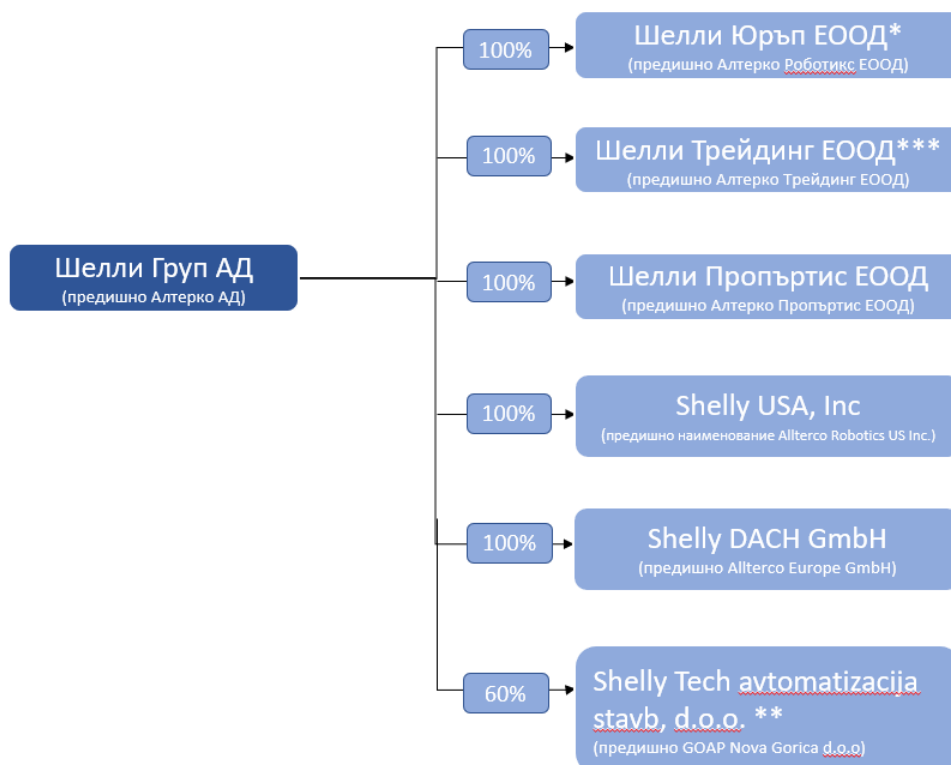 Шелли Груп АД
(предишно Алтерко АД)
100%
Шелли Юръп ЕООД*
(предишно Алтерко Роботикс ЕООД)
100%
Шелли Трейдинг ЕООД***
(предишно Алтерко Трейдинг ЕООД)
100%
Шелли Пропъртис ЕООД
(предишно Алтерко Пропъртис ЕООД)
100%
Shelly USA, Inc
(предишно наименование Allterco Robotics US Inc.)
100%
Shelly DACH GmbH
(предишно Allterco Europe GmbH)
60%
Shelly Tech avtomatizacija
stavb, d.o.o. **
(предишно GOAP Nova Gorica d.o.o)